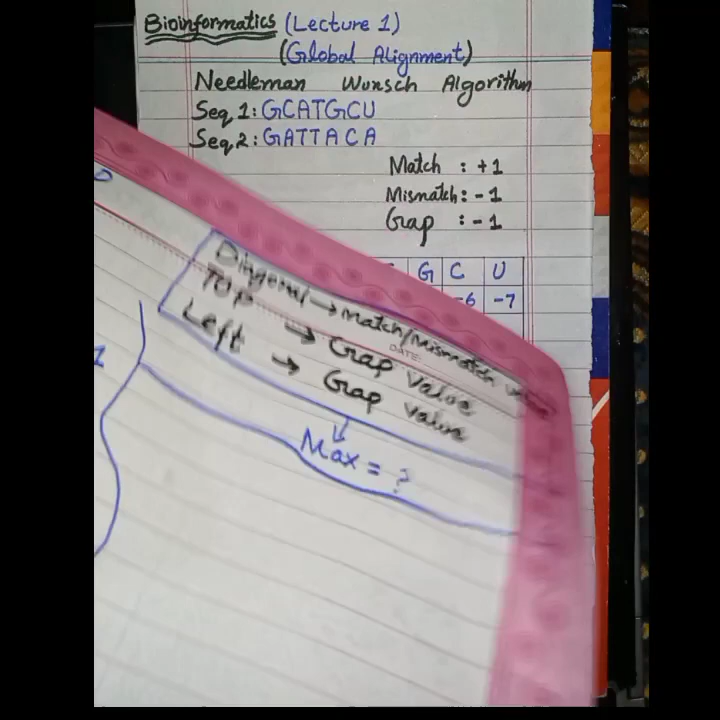 Bioinformatics (Lecture 1)
(Global Alignment)
Needleman Wunsch Algorithm
Seq.1: GCATGCU
Seq.2: GATTACA
Match : +1
Mismatch: -1
Gap : -1
G C U
-6 -7
Diagonal → Match/Mismatch
TOP → Gap value
Left → Gap value
DATE:
Max = ?